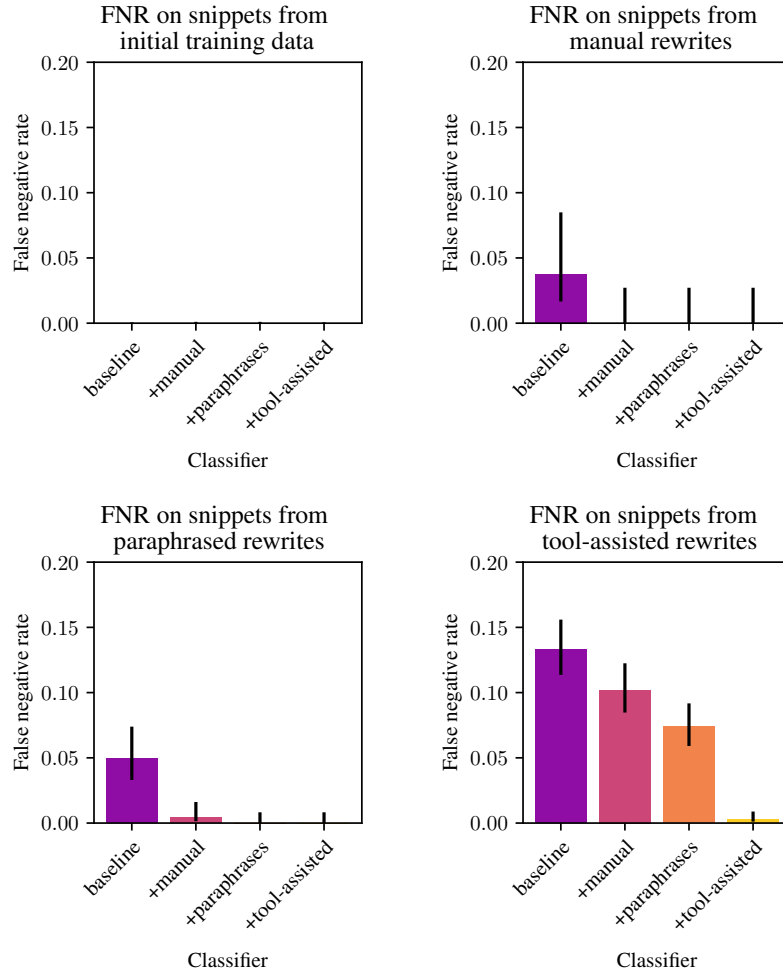 FNR on snippets from
initial training data
0.20
0.15
0.10
0.05
0.00
False negative rate
baseline
+manual
+paraphrases
+tool-assisted
Classifier
FNR on snippets from
manual rewrites
0.20
0.15
0.10
0.05
0.00
False negative rate
baseline
+manual
+paraphrases
+tool-assisted
Classifier
FNR on snippets from
paraphrased rewrites
0.20
0.15
0.10
0.05
0.00
False negative rate
baseline
+manual
+paraphrases
+tool-assisted
Classifier
FNR on snippets from
tool-assisted rewrites
0.20
0.15
0.10
0.05
0.00
False negative rate
baseline
+manual
+paraphrases
+tool-assisted
Classifier